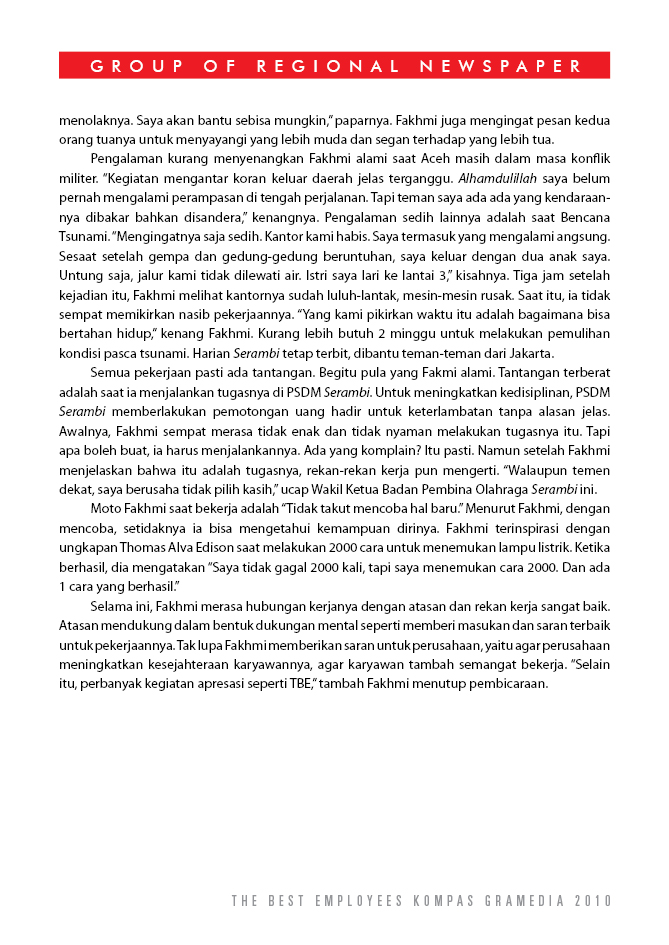 GROUP OF REGIONAL NEWSPAPER
menolaknya. Saya akan bantu sebisa mungkin,“ paparnya. Fakhmi juga mengingat pesan kedua
orang tuanya untuk menyayangi yang lebih muda dan segan terhadap yang lebih tua.
Pengalaman kurang menyenangkan Fakhmi alami saat Aceh masih dalam masa konflik
militer. “Kegiatan mengantar koran keluar daerah jelas terganggu. Alhamdulillah saya belum
pernah mengalami perampasan di tengah perjalanan. Tapi teman saya ada ada yang kendaraan-
nya dibakar bahkan disandera,” kenangnya. Pengalaman sedih lainnya adalah saat Bencana
Tsunami. “Mengingatnya saja sedih. Kantor kami habis. Saya termasuk yang mengalami angsung.
Sesaat setelah gempa dan gedung-gedung beruntuhan, saya keluar dengan dua anak saya.
Untung saja, jalur kami tidak dilewati air. Istri saya lari ke lantai 3,” kisahnya. Tiga jam setelah
kejadian itu, Fakhmi melihat kantornya sudah luluh-lantak, mesin-mesin rusak. Saat itu, ia tidak
sempat memikirkan nasib pekerjaannya. “Yang kami pikirkan waktu itu adalah bagaimana bisa
bertahan hidup,” kenang Fakhmi. Kurang lebih butuh 2 minggu untuk melakukan pemulihan
kondisi pasca tsunami. Harian Serambi tetap terbit, dibantu teman-teman dari Jakarta.
Semua pekerjaan pasti ada tantangan. Begitu pula yang Fakmi alami. Tantangan terberat
adalah saat ia menjalankan tugasnya di PSDM Serambi. Untuk meningkatkan kedisiplinan, PSDM
Serambi memberlakukan pemotongan uang hadir untuk keterlambatan tanpa alasan jelas.
Awalnya, Fakhmi sempat merasa tidak enak dan tidak nyaman melakukan tugasnya itu. Tapi
apa boleh buat, ia harus menjalankannya. Ada yang komplain? Itu pasti. Namun setelah Fakhmi
menjelaskan bahwa itu adalah tugasnya, rekan-rekan kerja pun mengerti. “Walaupun temen
dekat, saya berusaha tidak pilih kasih,” ucap Wakil Ketua Badan Pembina Olahraga Serambi ini.
Moto Fakhmi saat bekerja adalah “Tidak takut mencoba hal baru.” Menurut Fakhmi, dengan
mencoba, setidaknya ia bisa mengetahui kemampuan dirinya. Fakhmi terinspirasi dengan
ungkapan Thomas Alva Edison saat melakukan 2000 cara untuk menemukan lampu listrik. Ketika
berhasil, dia mengatakan “Saya tidak gagal 2000 kali, tapi saya menemukan cara 2000. Dan ada
1 cara yang berhasil.”
Selama ini, Fakhmi merasa hubungan kerjanya dengan atasan dan rekan kerja sangat baik.
Atasan mendukung dalam bentuk dukungan mental seperti memberi masukan dan saran terbaik
untuk pekerjaannya. Tak lupa Fakhmi memberikan saran untuk perusahaan, yaitu agar perusahaan
meningkatkan kesejahteraan karyawannya, agar karyawan tambah semangat bekerja. “Selain
itu, perbanyak kegiatan apresasi seperti TBE,“ tambah Fakhmi menutup pembicaraan.
THE BEST EMPLOYEES KOMPAS GRAMEDIA 2010